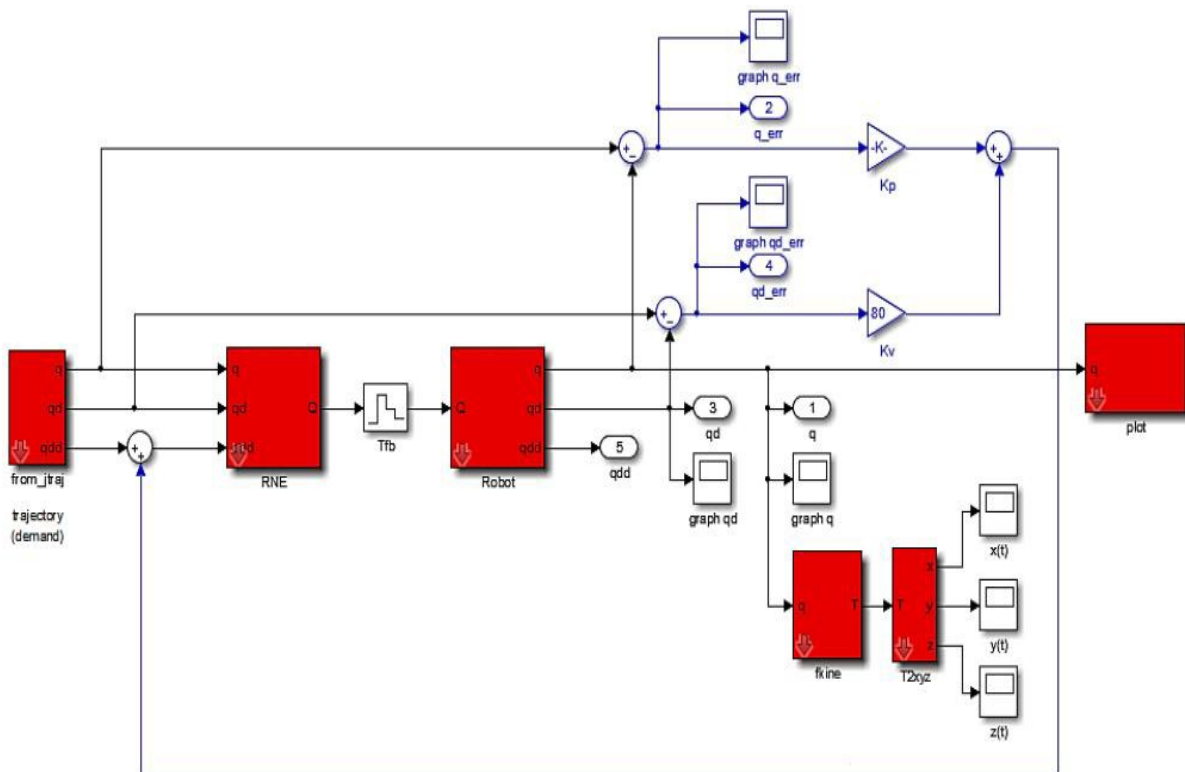 graph q_err
2
q_err
+
-
-K-
Kp
+
+
graph qd_err
4
qd_err
+
-
80
Kv
q
qd
qdd
from_jtraj
trajectory
(demand)
+
+
q
qd
Q
RNE
Tfb
Q
q
qd
qdd
Robot
3
qd
5
qdd
graph qd
1
q
graph q
q
plot
q
T
fkine
T
x
y
z
T2xyz
x(t)
y(t)
z(t)